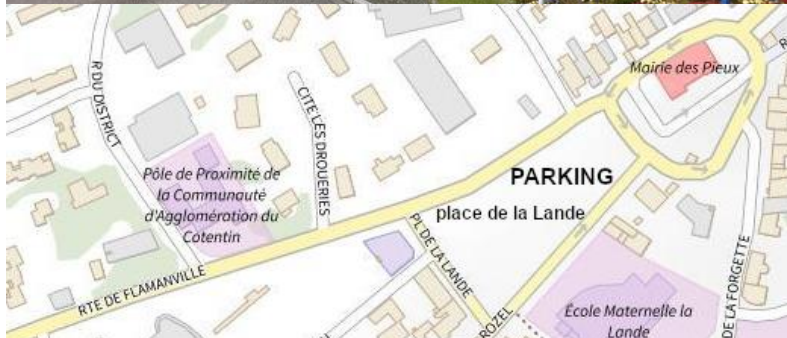 Mairie des Pieux
R DU DISTRICT
CITE LES DROUERIES
Pôle de Proximité de
la Communauté
d'Agglomération du
Cotentin
PARKING
place de la Lande
PL DE LA LANDE
RTE DE FLAMANVILLE
ROZEL
École Maternelle la
Lande
DE LA FORGETTE